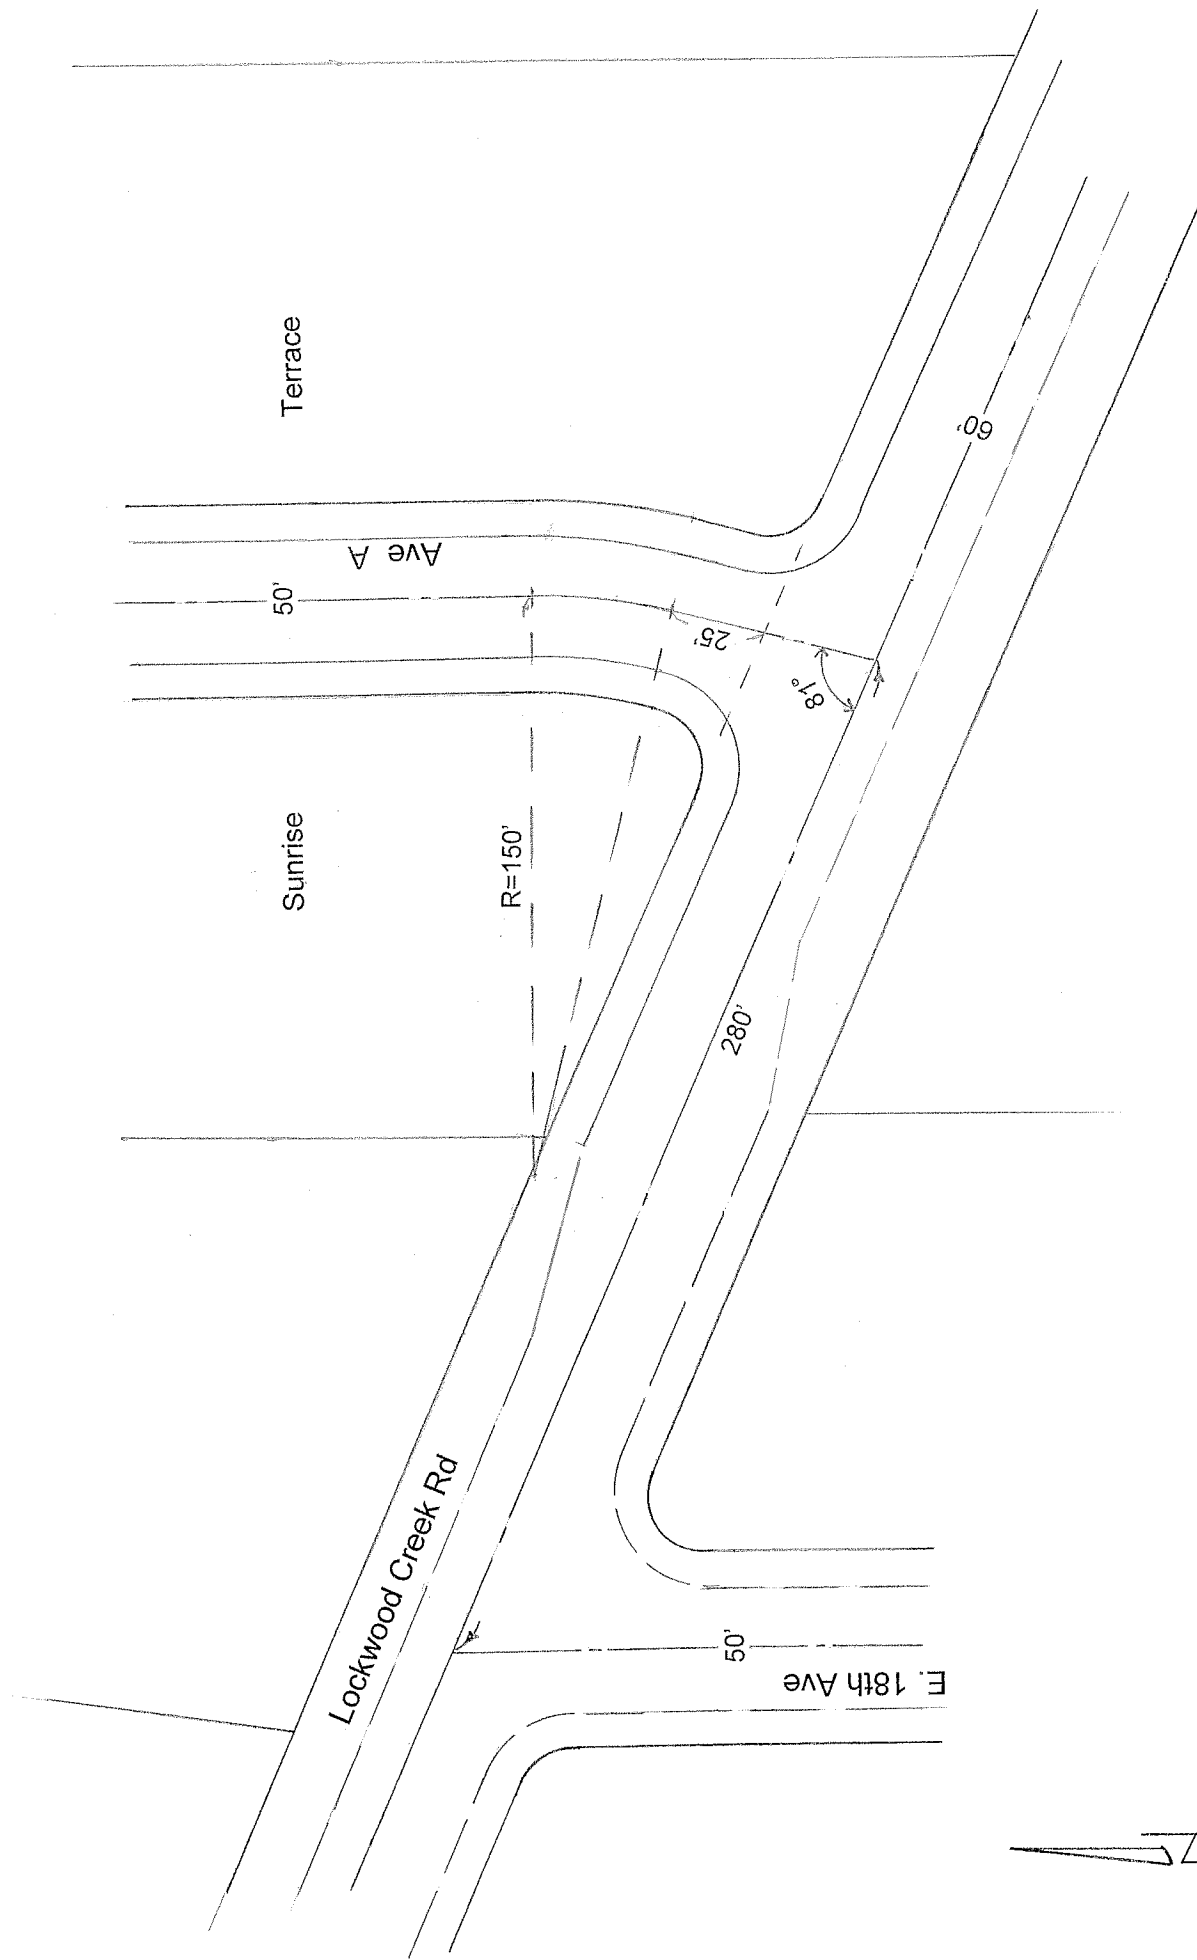 Terrace
Ave A
50'
60'
25'
81°
Sunrise
R=150'
280'
Lockwood Creek Rd
50'
E. 18th Ave
N